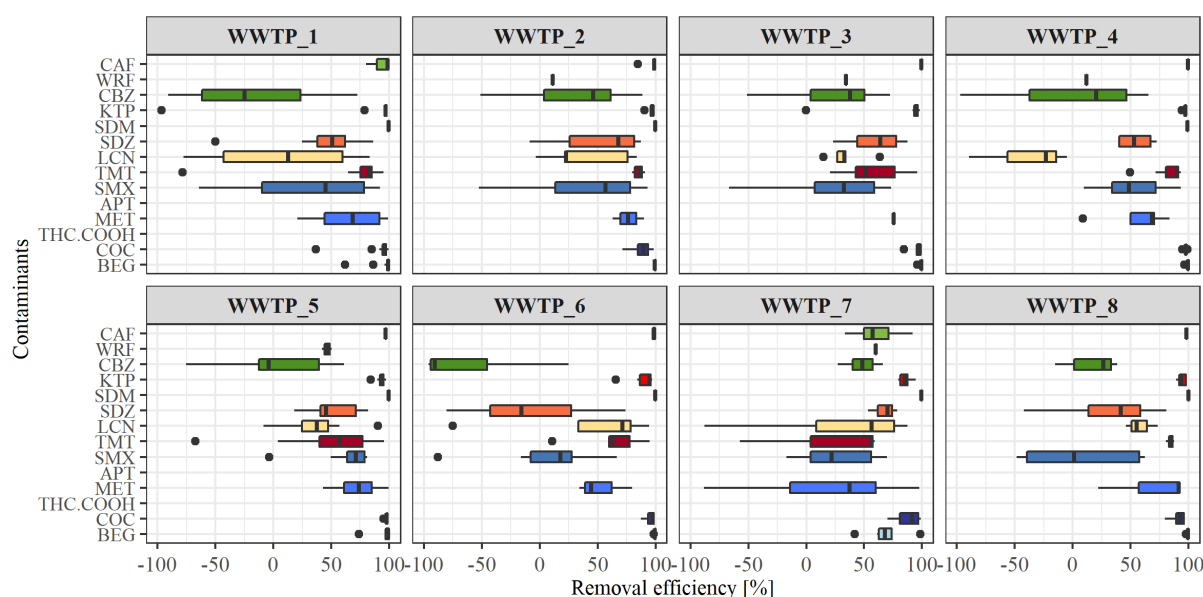 WWTP_1 WWTP_2 WWTP_3 WWTP_4
CAF
WRF
CBZ
KTP
SDM
SDZ
LCN
TMT
SMX
APT
MET
THC.COOH
COC
BEG
Contaminants
WWTP_5 WWTP_6 WWTP_7 WWTP_8
CAF
WRF
CBZ
KTP
SDM
SDZ
LCN
TMT
SMX
APT
MET
THC.COOH
COC
BEG
-100 -50 0 50 100 -100 -50 0 50 100 -100 -50 0 50 100 -100 -50 0 50 100
Removal efficiency [%]